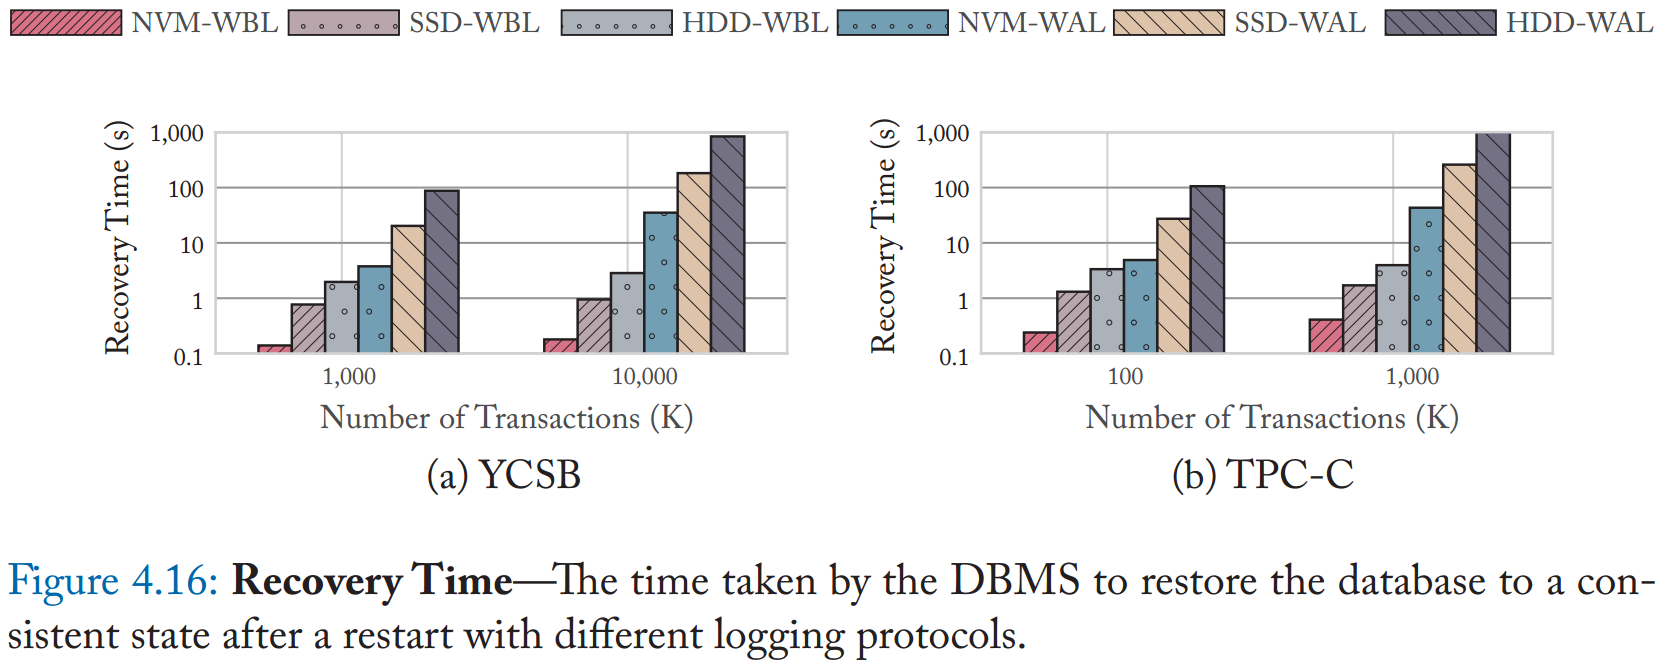 NVM-WBL SSD-WBL HDD-WBL NVM-WAL SSD-WAL HDD-WAL
Recovery Time (s)
1,000
100
10
1
0.1
1,000 10,000
Number of Transactions (K)
(a) YCSB
Recovery Time (s)
1,000
100
10
1
0.1
100 1,000
Number of Transactions (K)
(b) TPC-C
Figure 4.16: Recovery Time—The time taken by the DBMS to restore the database to a con-
sistent state after a restart with different logging protocols.